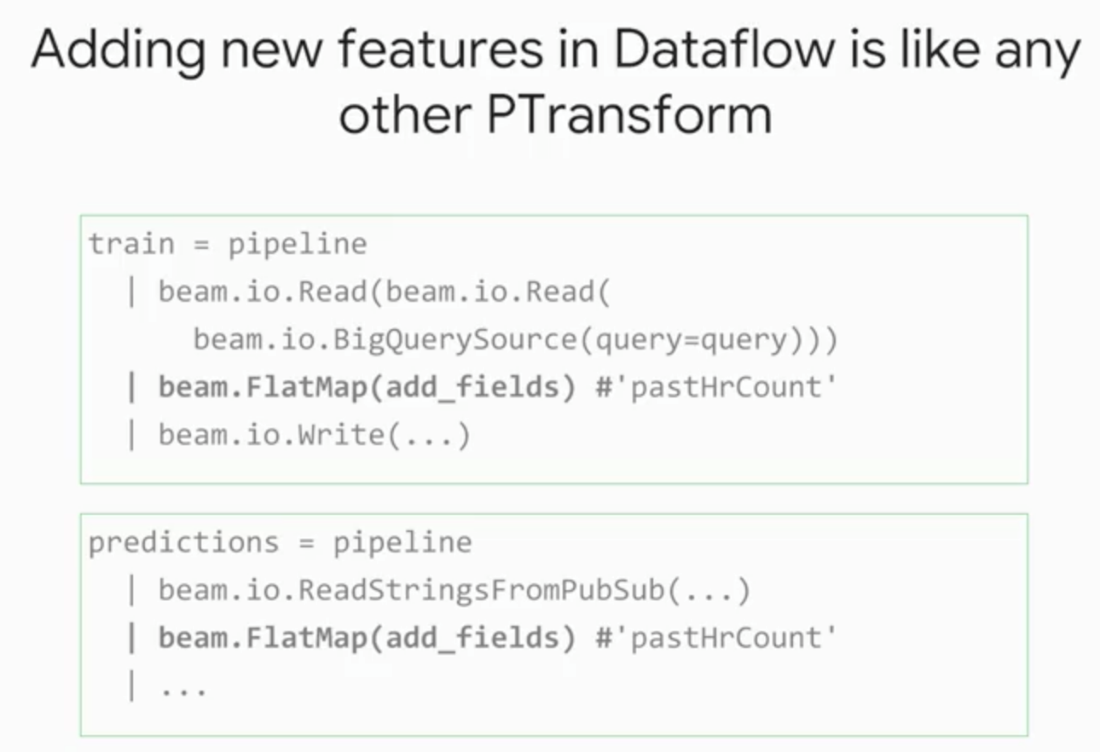 Adding new features in Dataflow is like any
other PTransform
train = pipeline
| beam.io.Read(beam.io.Read(
beam.io.BigQuerySource(query=query)))
| beam.FlatMap(add_fields) #'pastHrCount'
| beam.io.Write(...)
predictions = pipeline
| beam.io.ReadStringsFromPubSub(...)
| beam.FlatMap(add_fields) #'pastHrCount'
| ...